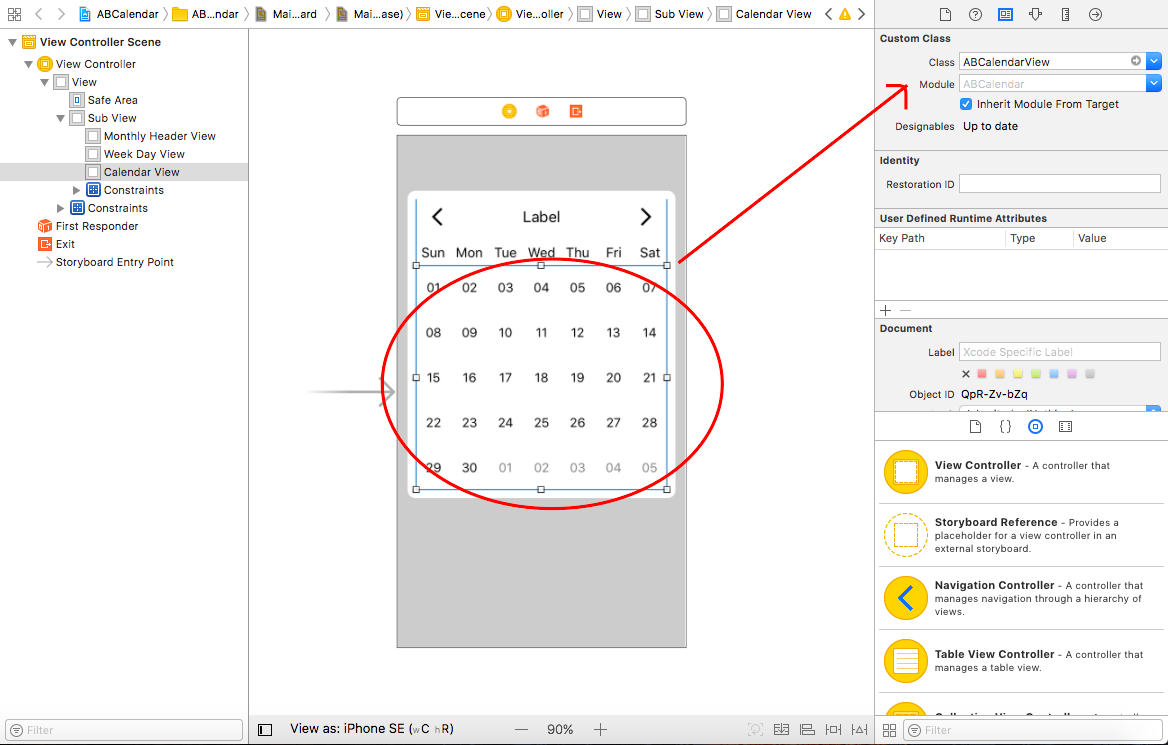 ABCalendar AB...ndar Mai...ard Mai...ase) Vie...cene) Vie...oller View Sub View Calendar View
View Controller Scene
View Controller
View
Safe Area
Sub View
Monthly Header View
Week Day View
Calendar View
Constraints
Constraints
First Responder
Exit
Storyboard Entry Point
Filter
Label
Sun Mon Tue Wed Thu Fri Sat
01 02 03 04 05 06 07
08 09 10 11 12 13 14
15 16 17 18 19 20 21
22 23 24 25 26 27 28
29 30 01 02 03 04 05
View as: iPhone SE (wC hR) — 90% +
Custom Class
Class ABCalendarView
Module ABCalendar
Inherit Module From Target
Designables Up to date
Identity
Restoration ID
User Defined Runtime Attributes
Key Path Type Value
+ —
Document
Label Xcode Specific Label
Object ID QpR-Zv-bZq
View Controller - A controller that
manages a view.
Storyboard Reference - Provides a
placeholder for a view controller in an
external storyboard.
Navigation Controller - A controller that
manages navigation through a hierarchy of
views.
Table View Controller - A controller that
manages a table view.
Filter